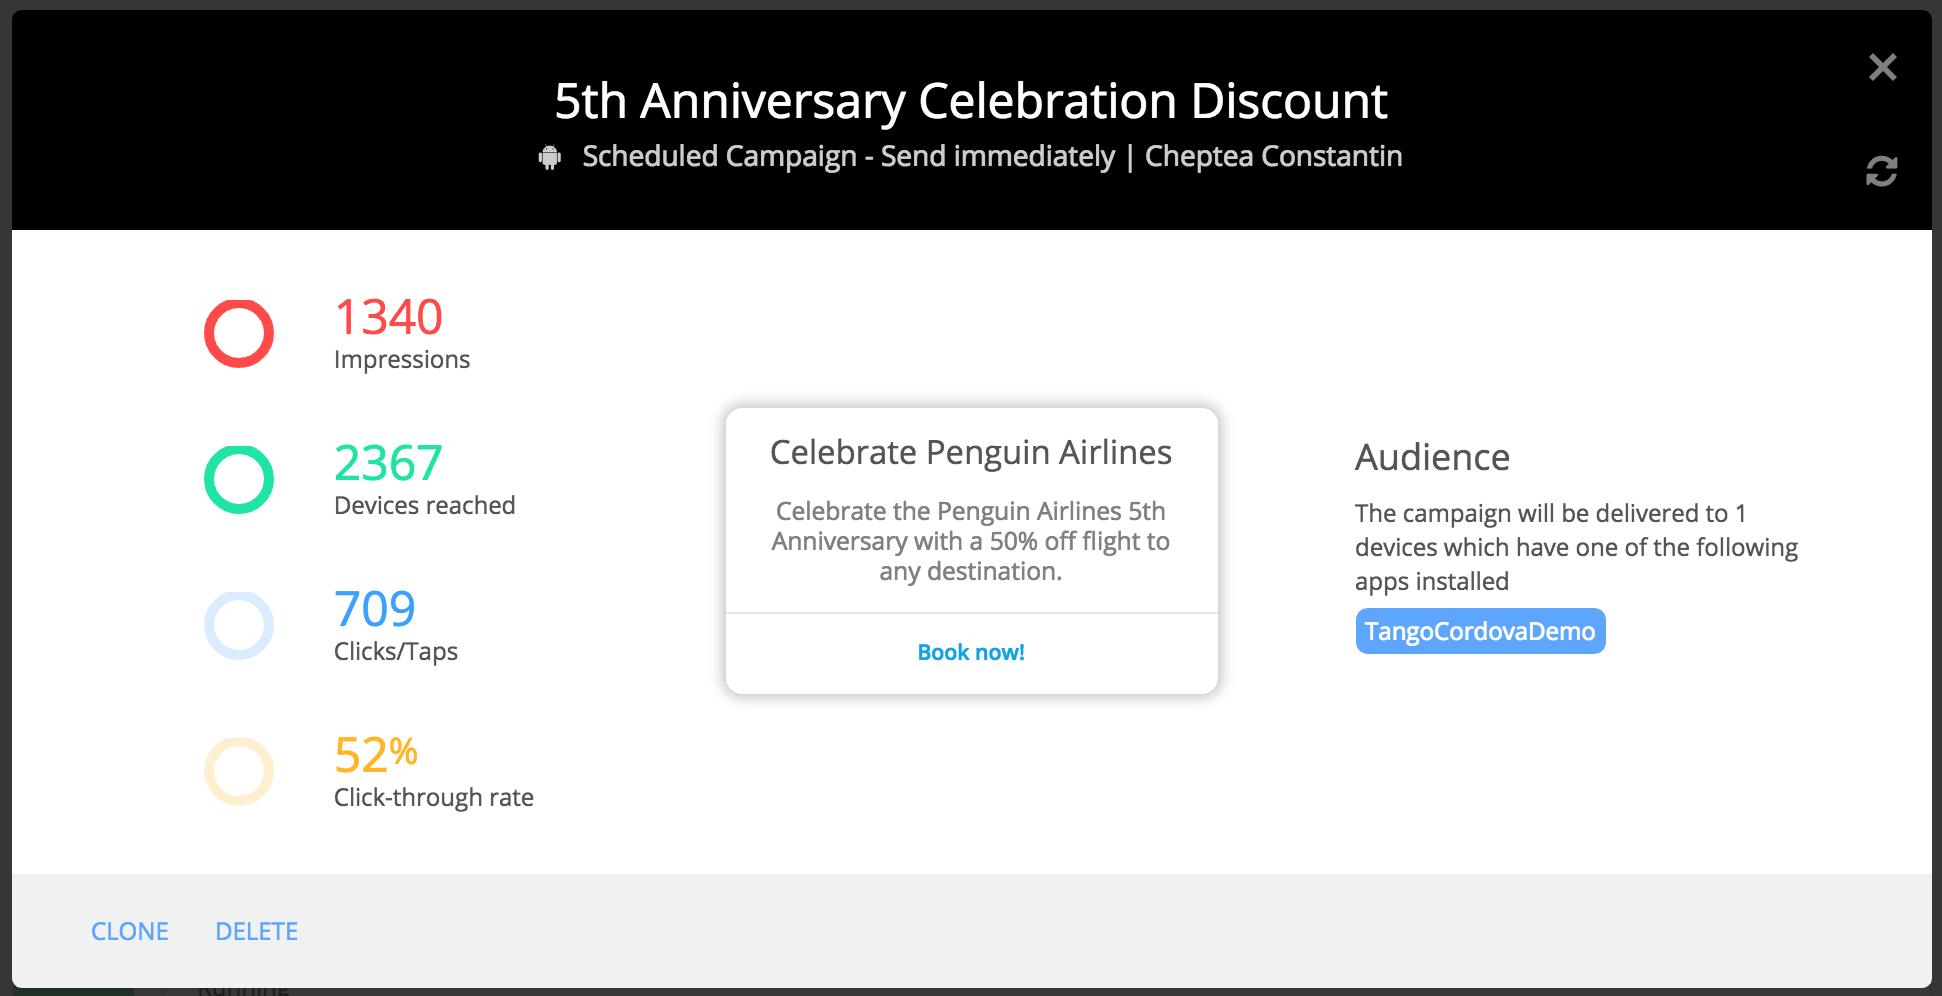 5th Anniversary Celebration Discount
Scheduled Campaign - Send immediately | Cheptea Constantin
1340
Impressions
2367
Devices reached
709
Clicks/Taps
52%
Click-through rate
Celebrate Penguin Airlines
Celebrate the Penguin Airlines 5th
Anniversary with a 50% off flight to
any destination.
Book now!
Audience
The campaign will be delivered to 1
devices which have one of the following
apps installed
TangoCordovaDemo
CLONE DELETE